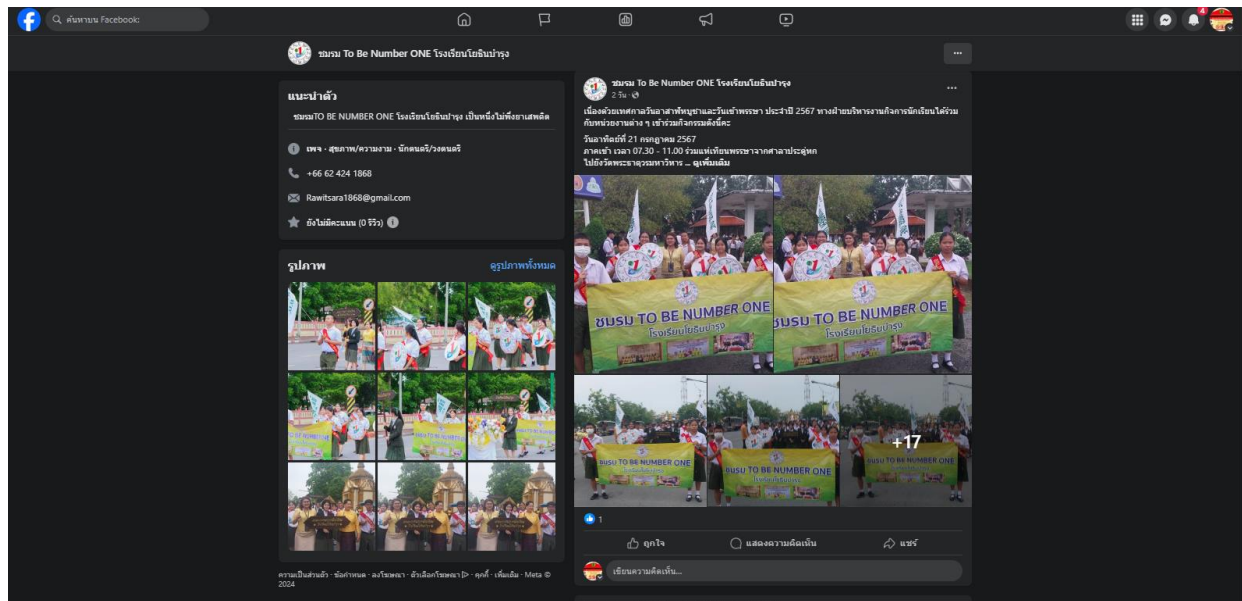 ค้นหาบน Facebook
4
ชมรม To Be Number ONE โรงเรียนโยธินบำรุง
แนะนำตัว
ชมรมTO BE NUMBER ONE โรงเรียนโยธินบำรุง เป็นหนึ่งไม่พึ่งยาเสพติด
เพจ · สุขภาพ/ความงาม · นักดนตรี/วงดนตรี
+66 62 424 1868
Rawitsara1868@gmail.com
ยังไม่มีคะแนน (0 รีวิว)
รูปภาพ
ดูรูปภาพทั้งหมด
ความเป็นส่วนตัว · ข้อกำหนด · ลงโฆษณา · ตัวเลือกโฆษณา · คุกกี้ · เพิ่มเติม · Meta © 2024
ชมรม To Be Number ONE โรงเรียนโยธินบำรุง
2 วัน
เนื่องด้วยเทศกาลวันอาสาฬหบูชาและวันเข้าพรรษา ประจำปี 2567 ทางฝ่ายบริหารงานกิจการนักเรียนได้ร่วม
กับหน่วยงานต่าง ๆ เข้าร่วมกิจกรรมดังนี้คะ
วันอาทิตย์ที่ 21 กรกฎาคม 2567
ภาคเช้า เวลา 07.30 - 11.00 ร่วมแห่เทียนพรรษาจากศาลาประดู่หก
ไปยังวัดพระธาตุวรมหาวิหาร ... ดูเพิ่มเติม
ชมรม TO BE NUMBER ONE
โรงเรียนโยธินบำรุง
ชมรม TO BE NUMBER ONE
โรงเรียนโยธินบำรุง
ชมรม TO BE NUMBER ONE
ชมรม TO BE NUMBER ONE
+17
ชมรม TO BE NUMBER ONE
1
ถูกใจ
แสดงความคิดเห็น
แชร์
เขียนความคิดเห็น...